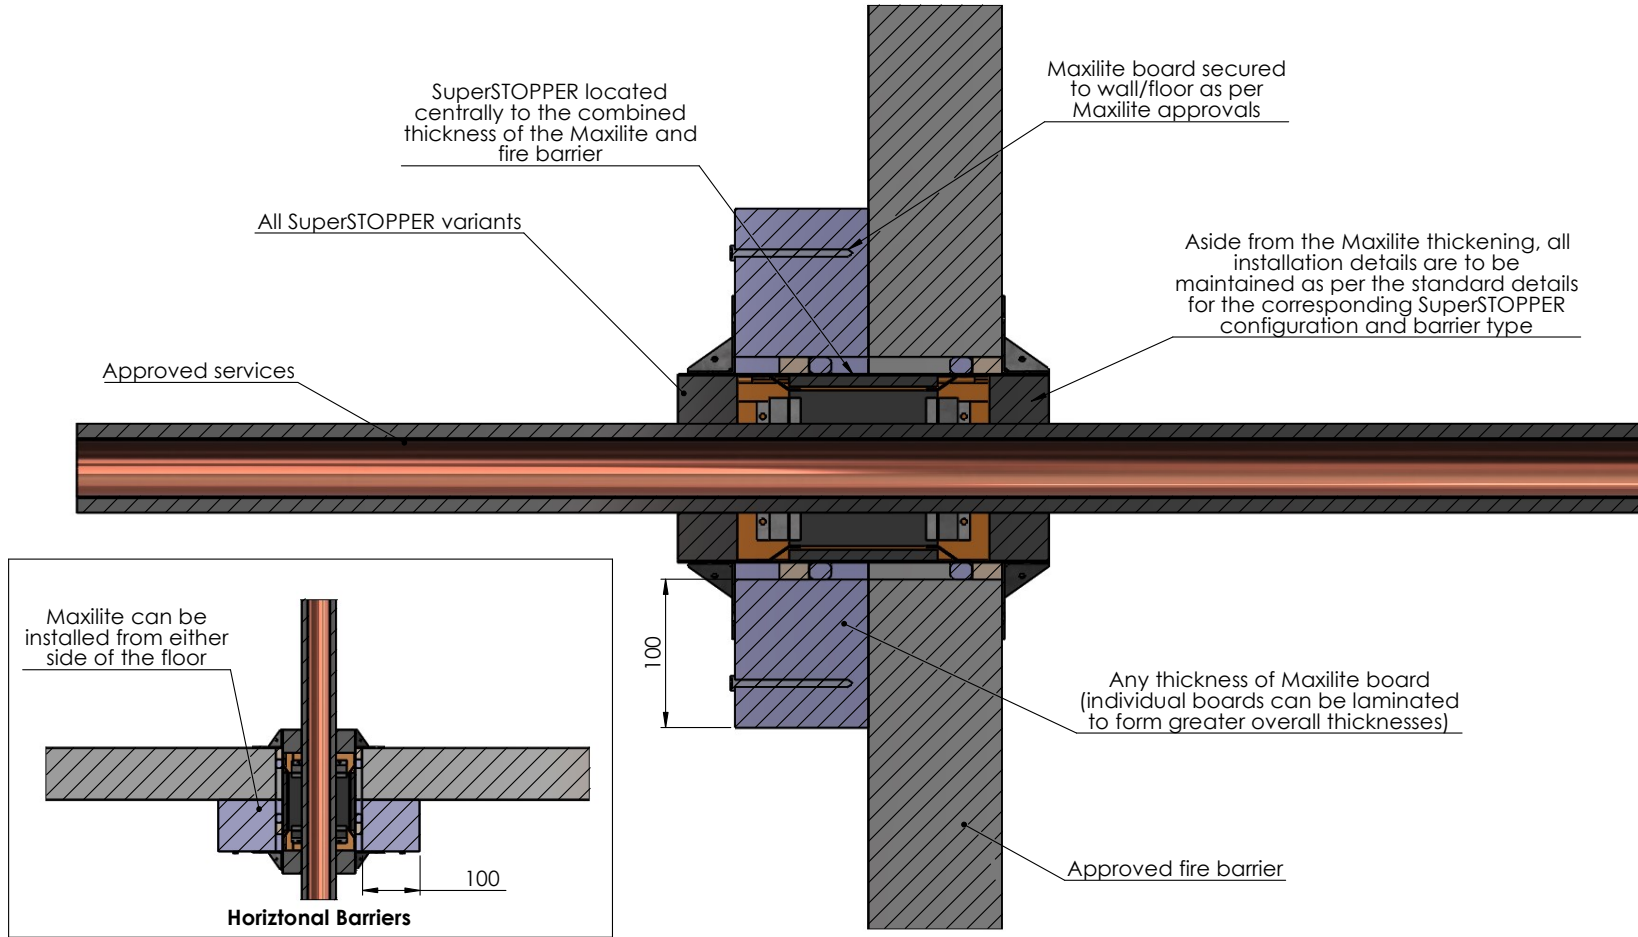 SuperSTOPPER located
centrally to the combined
thickness of the Maxilite and
fire barrier
Maxilite board secured
to wall/floor as per
Maxilite approvals
All SuperSTOPPER variants
Aside from the Maxilite thickening, all
installation details are to be
maintained as per the standard details
for the corresponding SuperSTOPPER
configuration and barrier type
Approved services
100
Any thickness of Maxilite board
(individual boards can be laminated
to form greater overall thicknesses)
Approved fire barrier
Maxilite can be
installed from either
side of the floor
100
Horiztonal Barriers